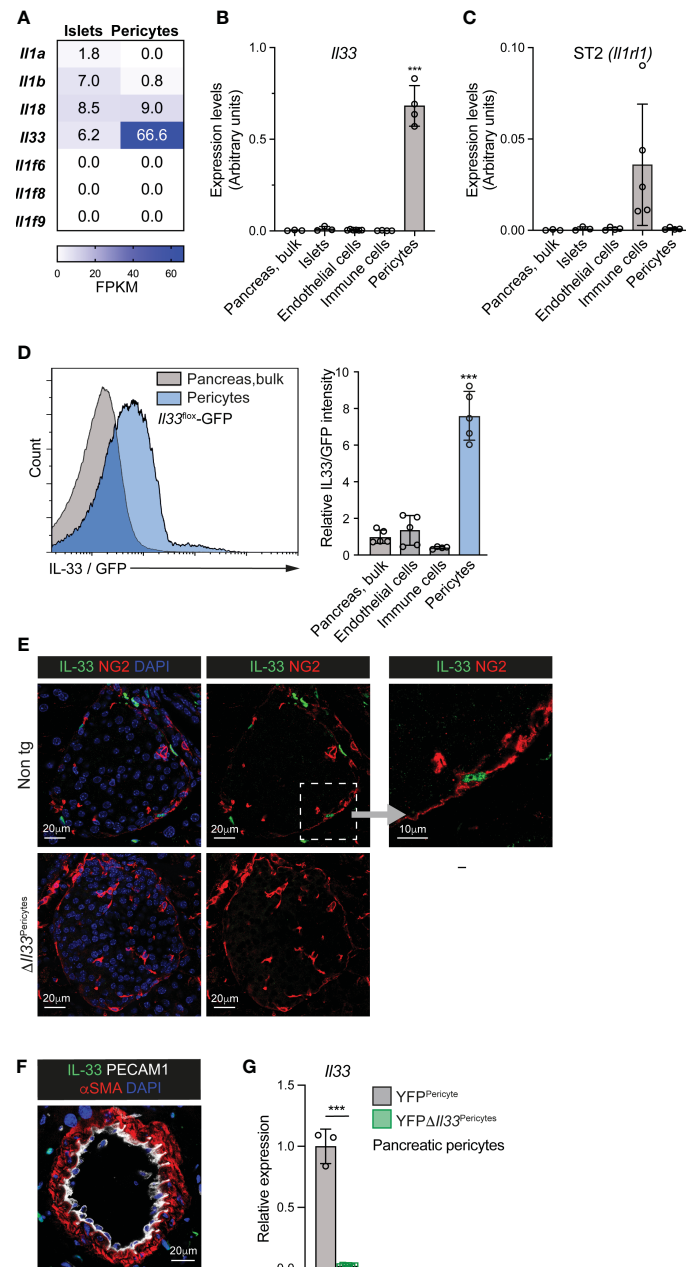 A
Islets Pericytes
Il1a 1.8 0.0
Il1b 7.0 0.8
Il18 8.5 9.0
Il33 6.2 66.6
Il1f6 0.0 0.0
Il1f8 0.0 0.0
Il1f9 0.0 0.0
0 20 40 60
FPKM
B
Il33
Expression levels
(Arbitrary units)
1.0
0.5
0.0
***
Pancreas, bulk
Islets
Endothelial cells
Immune cells
Pericytes
C
ST2 (Il1rl1)
Expression levels
(Arbitrary units)
0.10
0.05
0.00
Pancreas, bulk
Islets
Endothelial cells
Immune cells
Pericytes
D
Count
Pancreas,bulk
Pericytes
Il33flox-GFP
IL-33 / GFP
Relative IL33/GFP intensity
10
8
6
4
2
0
***
Pancreas, bulk
Endothelial cells
Immune cells
Pericytes
E
IL-33 NG2 DAPI
IL-33 NG2
IL-33 NG2
Non tg
20μm
20μm
10μm
–
ΔIl33Pericytes
20μm
20μm
F
IL-33 PECAM1
αSMA DAPI
20μm
G
Il33
Relative expression
1.5
1.0
0.5
0.0
***
YFPPericyte
YFPΔIl33Pericytes
Pancreatic pericytes